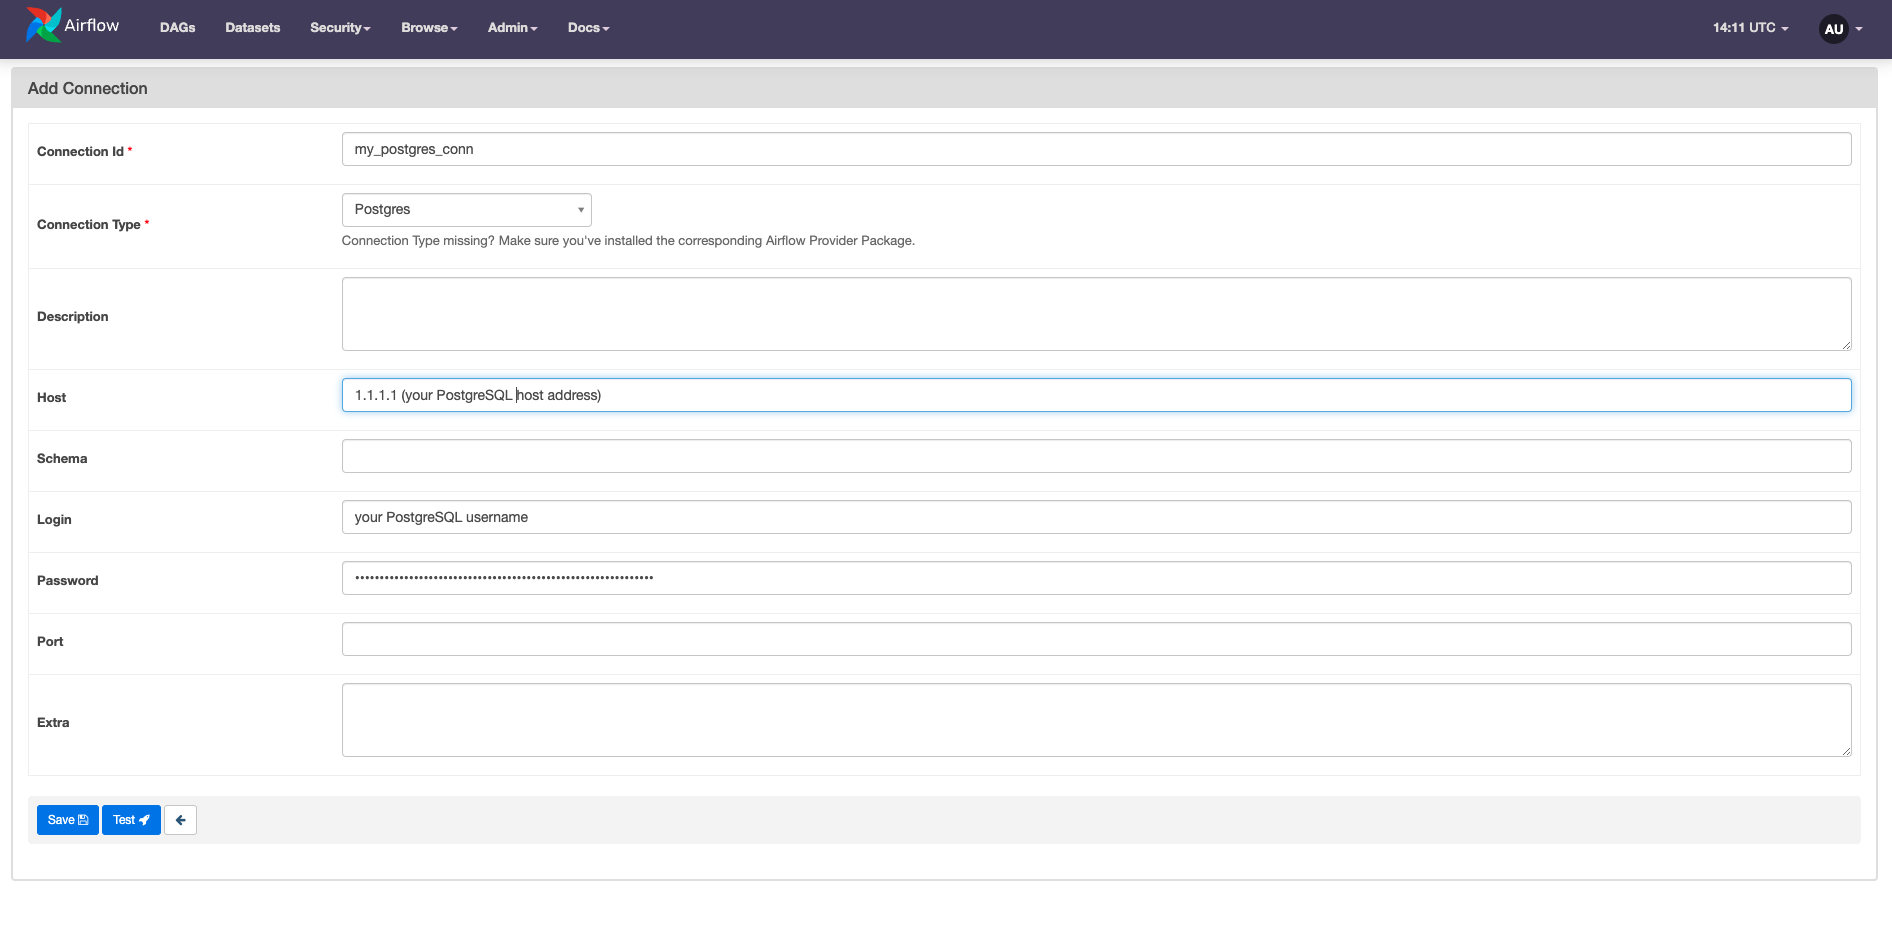 Airflow DAGs Datasets Security Browse Admin Docs 14:11 UTC AU
Add Connection
Connection Id * my_postgres_conn
Connection Type * Postgres
Connection Type missing? Make sure you've installed the corresponding Airflow Provider Package.
Description
Host 1.1.1.1 (your PostgreSQL host address)
Schema
Login your PostgreSQL username
Password
Port
Extra
Save Test